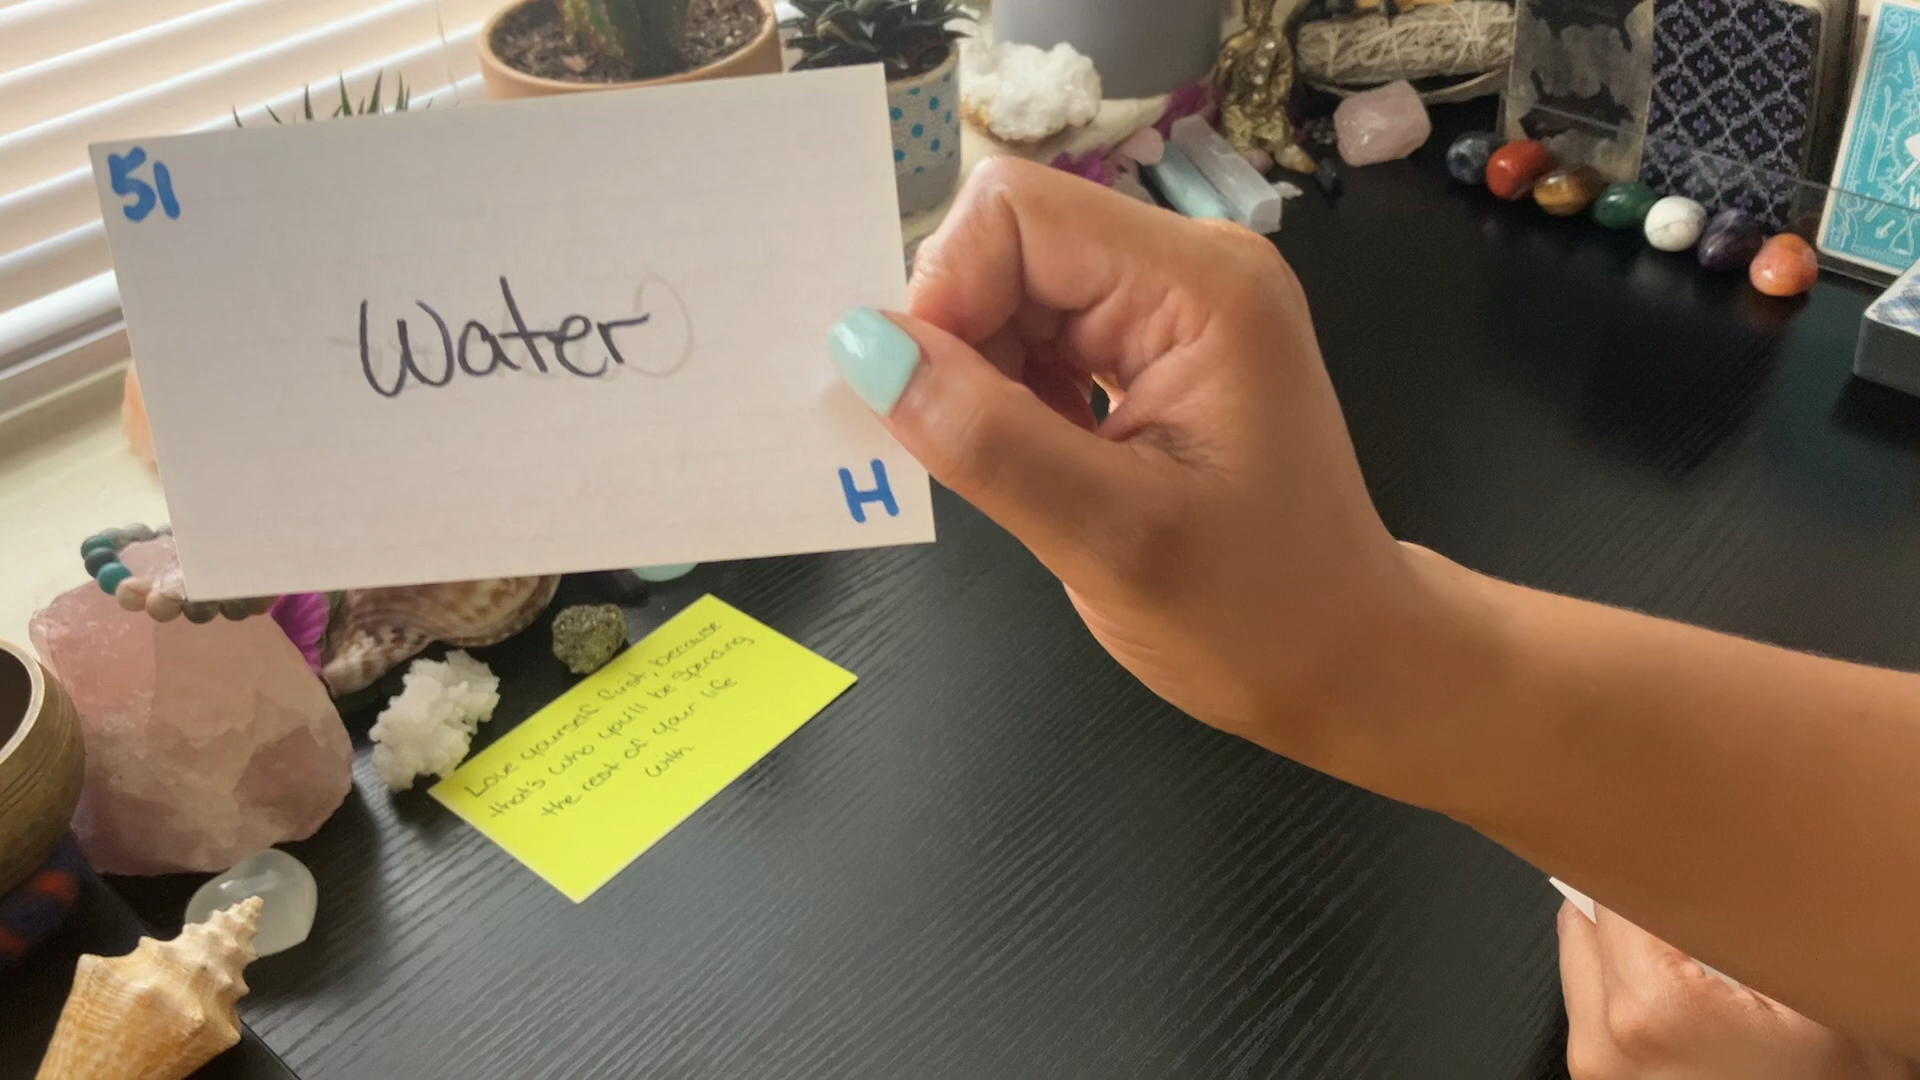 51
Water
H
Love yourself first, because
that's who you'll be spending
the rest of your life
with.